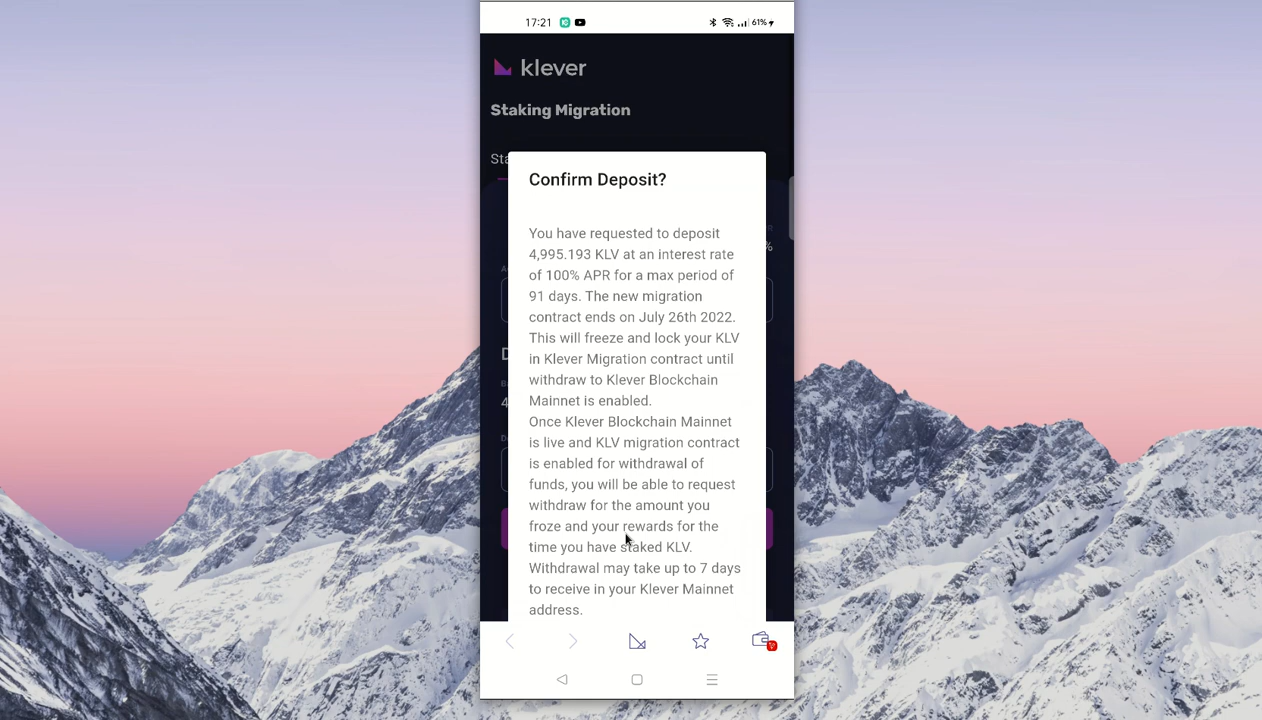 17:21
61%
klever
Staking Migration
Sta
Confirm Deposit?
You have requested to deposit
4,995.193 KLV at an interest rate
of 100% APR for a max period of
91 days. The new migration
contract ends on July 26th 2022.
This will freeze and lock your KLV
in Klever Migration contract until
withdraw to Klever Blockchain
Mainnet is enabled.
Once Klever Blockchain Mainnet
is live and KLV migration contract
is enabled for withdrawal of
funds, you will be able to request
withdraw for the amount you
froze and your rewards for the
time you have staked KLV.
Withdrawal may take up to 7 days
to receive in your Klever Mainnet
address.